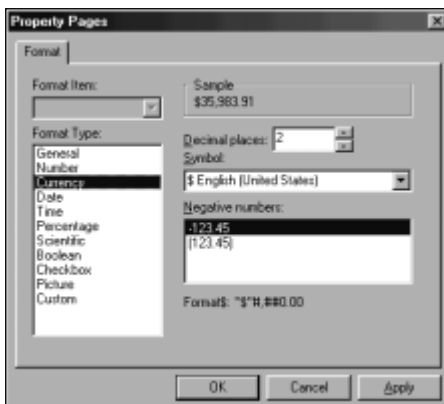 Property Pages
Format
Format Item:
Format Type:
General
Number
Currency
Date
Time
Percentage
Scientific
Boolean
Checkbox
Picture
Custom
Sample
$35,983.91
Decimal places: 2
Symbol:
$ English (United States)
Negative numbers:
-123.45
(123.45)
Format$: "$"#,##0.00
OK
Cancel
Apply